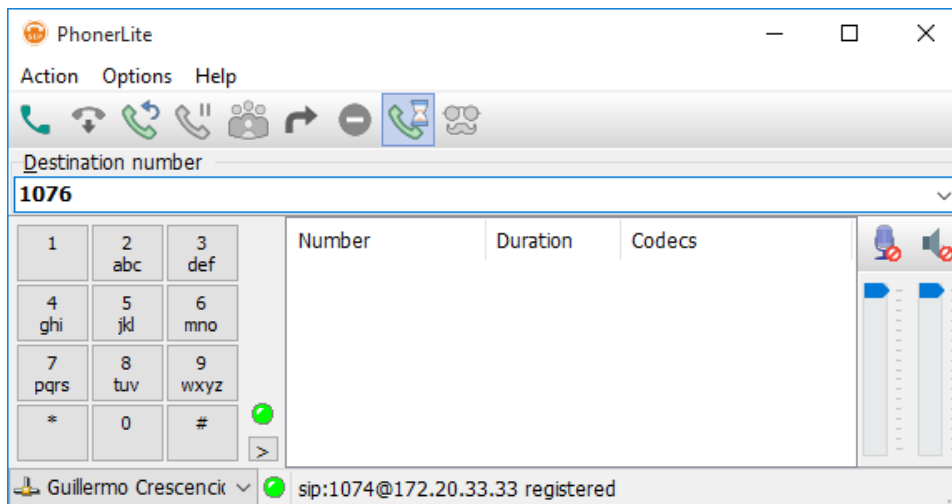 PhonerLite
Action Options Help
Destination number
1076
1 2 abc 3 def
4 ghi 5 jkl 6 mno
7 pqrs 8 tuv 9 wxyz
* 0 #
>
Number Duration Codecs
Guillermo sip:1074@172.20.33.33 registered